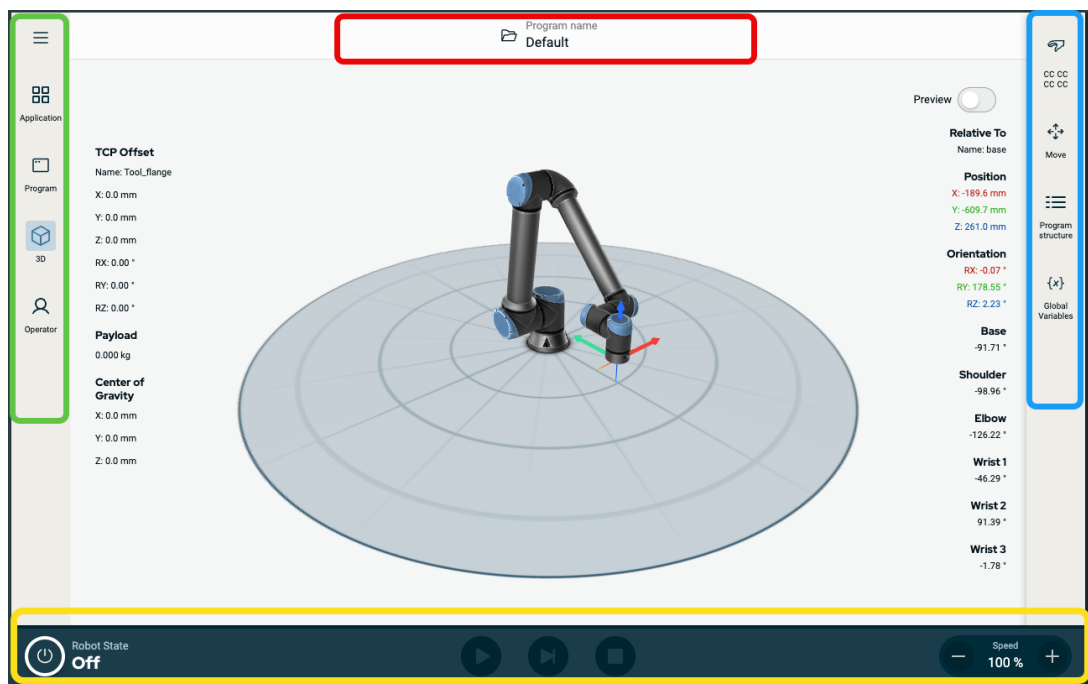 Program name
Default
Application
Program
3D
Operator
TCP Offset
Name: Tool_flange
X: 0.0 mm
Y: 0.0 mm
Z: 0.0 mm
RX: 0.00 °
RY: 0.00 °
RZ: 0.00 °
Payload
0.000 kg
Center of
Gravity
X: 0.0 mm
Y: 0.0 mm
Z: 0.0 mm
Preview
Relative To
Name: base
Position
X: -189.6 mm
Y: -609.7 mm
Z: 261.0 mm
Orientation
RX: -0.07 °
RY: 178.55 °
RZ: 2.23 °
Base
-91.71 °
Shoulder
-98.96 °
Elbow
-126.22 °
Wrist 1
-46.29 °
Wrist 2
91.39 °
Wrist 3
-1.78 °
CC CC
CC CC
Move
Program
structure
{x}
Global
Variables
Robot State
Off
Speed
100 %